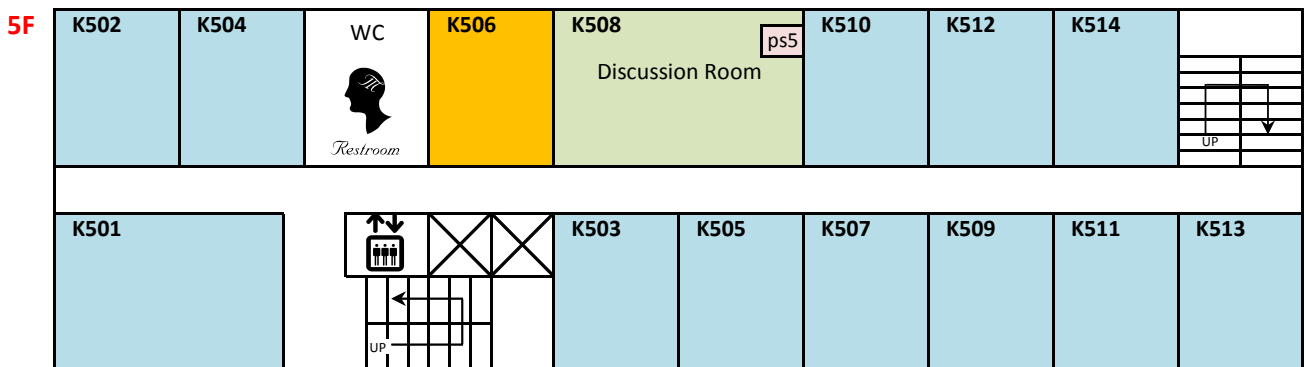 5F
K502
K504
WC
Restroom
K506
K508
ps5
Discussion Room
K510
K512
K514
UP
K501
UP
K503
K505
K507
K509
K511
K513